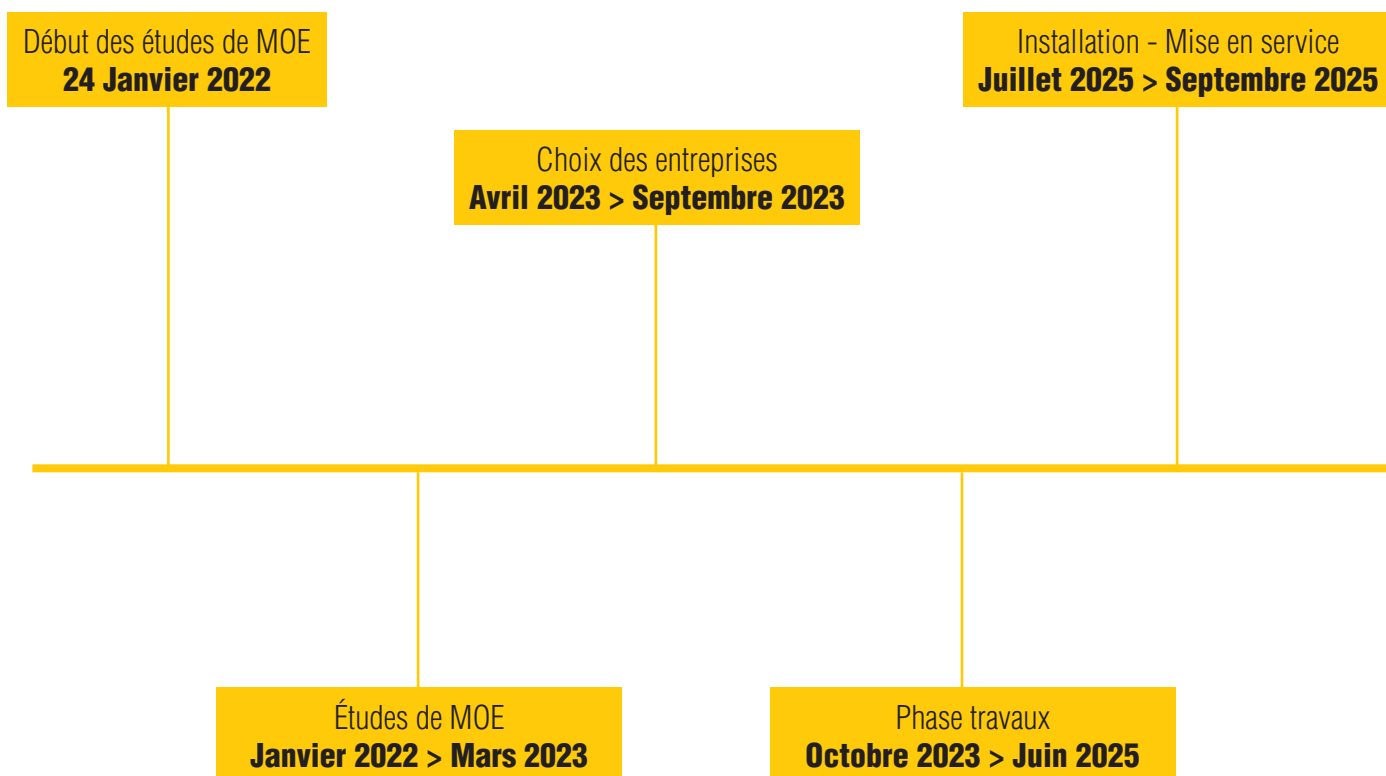 Début des études de MOE
24 Janvier 2022
Installation - Mise en service
Juillet 2025 > Septembre 2025
Choix des entreprises
Avril 2023 > Septembre 2023
Études de MOE
Janvier 2022 > Mars 2023
Phase travaux
Octobre 2023 > Juin 2025